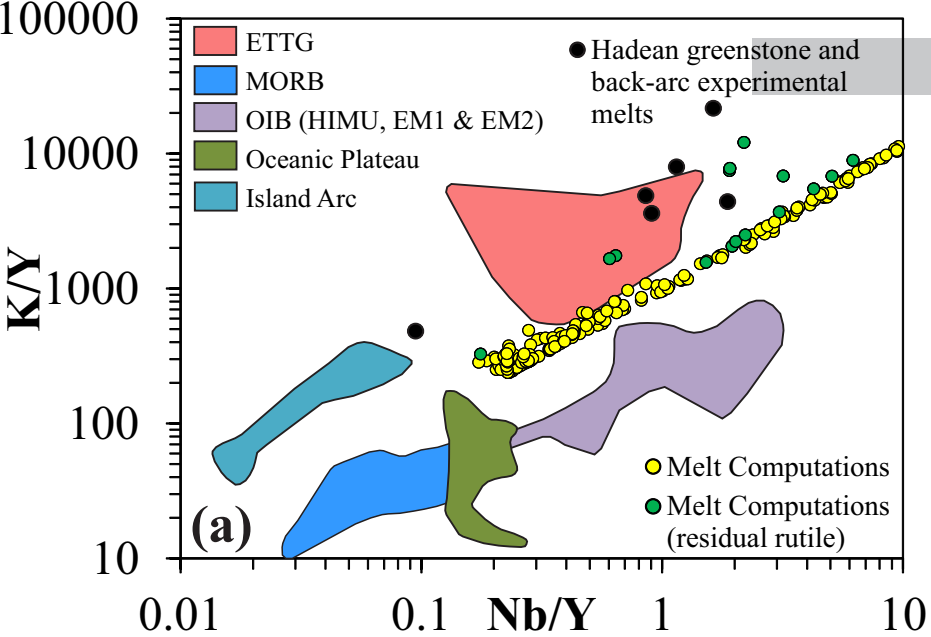 100000
10000
1000
100
10
K/Y
ETTG
MORB
OIB (HIMU, EM1 & EM2)
Oceanic Plateau
Island Arc
Hadean greenstone and
back-arc experimental
melts
Melt Computations
Melt Computations
(residual rutile)
(a)
0.01
0.1
Nb/Y
1
10